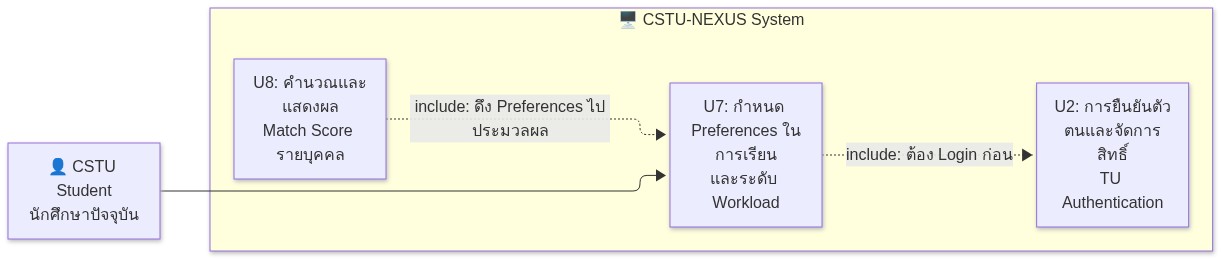 🖥️ CSTU-NEXUS System
U8: คำนวณและ
แสดงผล
Match Score
รายบุคคล
include: ดึง Preferences ไป
ประมวลผล
U7: กำหนด
Preferences ใน
การเรียน
และระดับ
Workload
include: ต้อง Login ก่อน
U2: การยืนยันตัว
ตนและจัดการ
สิทธิ์
TU
Authentication
👤 CSTU
Student
นักศึกษาปัจจุบัน